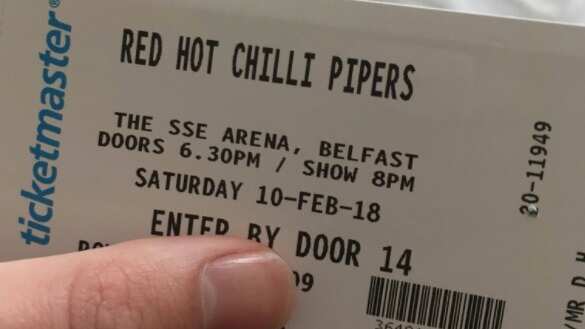 ticketmaster®
RED HOT CHILLI PIPERS
THE SSE ARENA, BELFAST
DOORS 6.30PM / SHOW 8PM
SATURDAY 10-FEB-18
ENTER BY DOOR 14
20-11949
MR D H